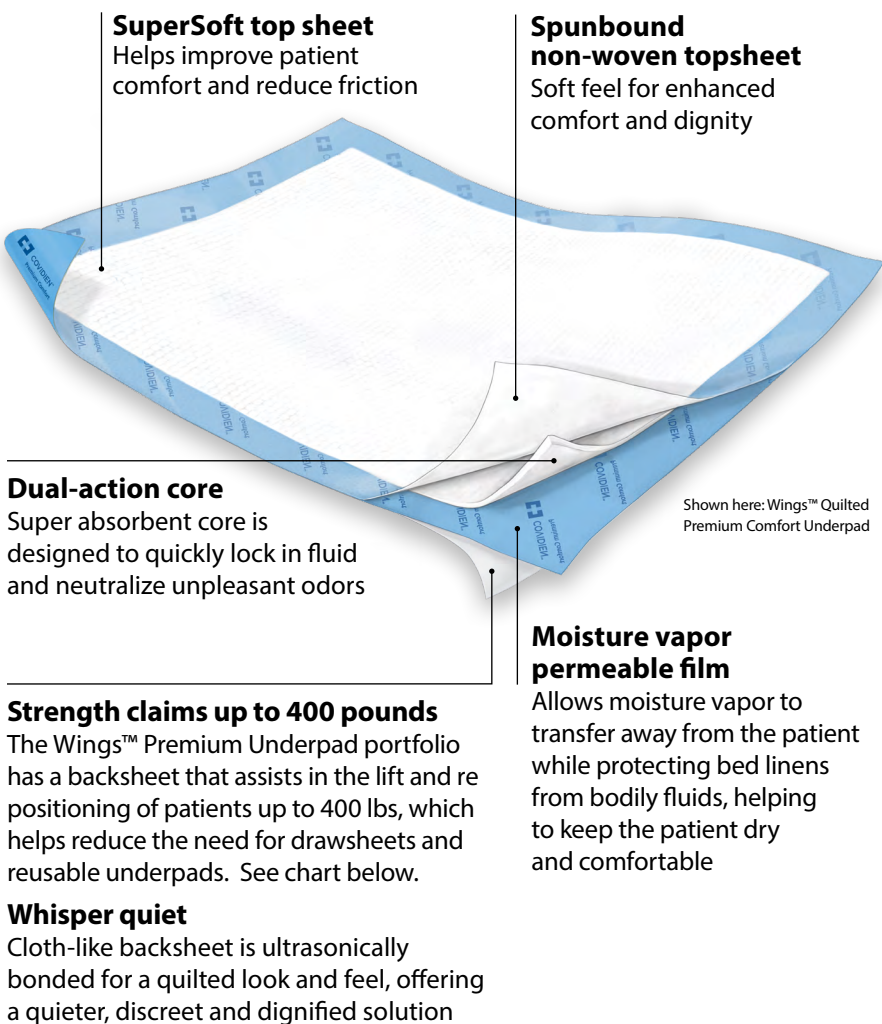 SuperSoft top sheet
Helps improve patient
comfort and reduce friction
Spunbound
non-woven topsheet
Soft feel for enhanced
comfort and dignity
COVIDIEN
Premium Comfort
Dual-action core
Super absorbent core is
designed to quickly lock in fluid
and neutralize unpleasant odors
Shown here: Wings™ Quilted
Premium Comfort Underpad
Strength claims up to 400 pounds
The Wings™ Premium Underpad portfolio
has a backsheet that assists in the lift and re
positioning of patients up to 400 lbs, which
helps reduce the need for drawsheets and
reusable underpads. See chart below.
Moisture vapor
permeable film
Allows moisture vapor to
transfer away from the patient
while protecting bed linens
from bodily fluids, helping
to keep the patient dry
and comfortable
Whisper quiet
Cloth-like backsheet is ultrasonically
bonded for a quilted look and feel, offering
a quieter, discreet and dignified solution